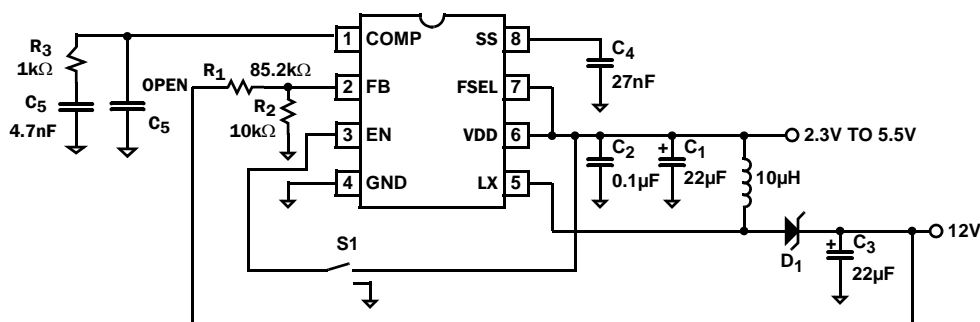 R3
1kΩ
C5
4.7nF
C5
OPEN
R1
85.2kΩ
R2
10kΩ
1
COMP
2
FB
3
EN
4
GND
SS
8
FSEL
7
VDD
6
LX
5
C4
27nF
2.3V TO 5.5V
C2
0.1µF
+
C1
22µF
10µH
12V
D1
+
C3
22µF
S1